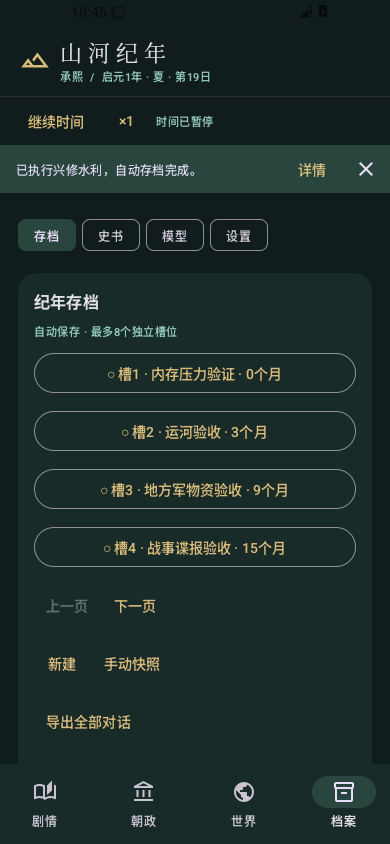 10:45
山河纪年
承熙 / 启元1年 · 夏 · 第19日
继续时间 ×1 时间已暂停
已执行兴修水利，自动存档完成。 详情
存档 史书 模型 设置
纪年存档
自动保存 · 最多8个独立槽位
○ 槽1 · 内存压力验证 · 0个月
○ 槽2 · 运河验收 · 3个月
○ 槽3 · 地方军物资验收 · 9个月
○ 槽4 · 战事谍报验收 · 15个月
上一页 下一页
新建 手动快照
导出全部对话
剧情 朝政 世界 档案